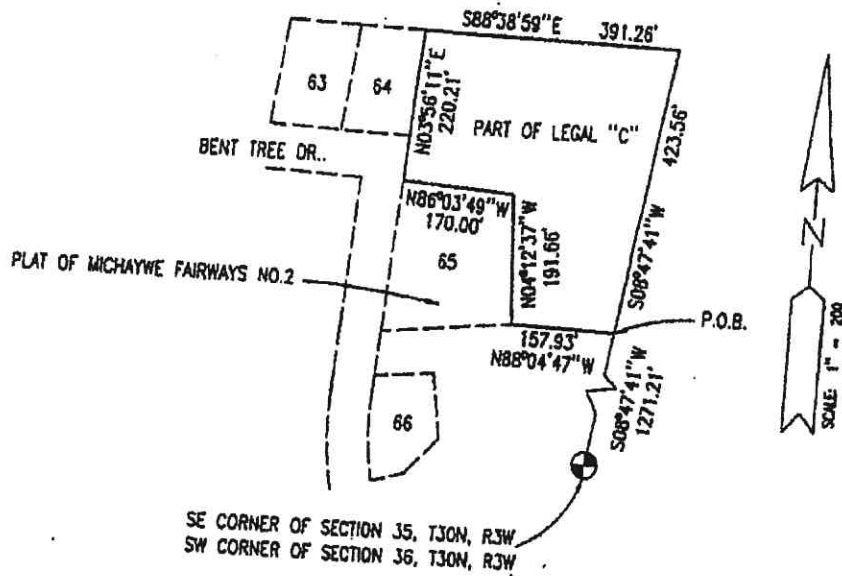 S88°38'59"E 391.26'
63
64
N03°56'11"E
220.21'
PART OF LEGAL "C"
423.56'
BENT TREE DR..
N86°03'49"W
170.00'
N04°12'37"W
191.66'
S08°47'41"W
N
65
PLAT OF MICHAYWE FAIRWAYS NO.2
P.O.B.
157.93'
N88°04'47"W
S08°47'41"W
1271.21'
SCALE: 1" = 200
66
SE CORNER OF SECTION 35, T30N, R3W
SW CORNER OF SECTION 36, T30N, R3W